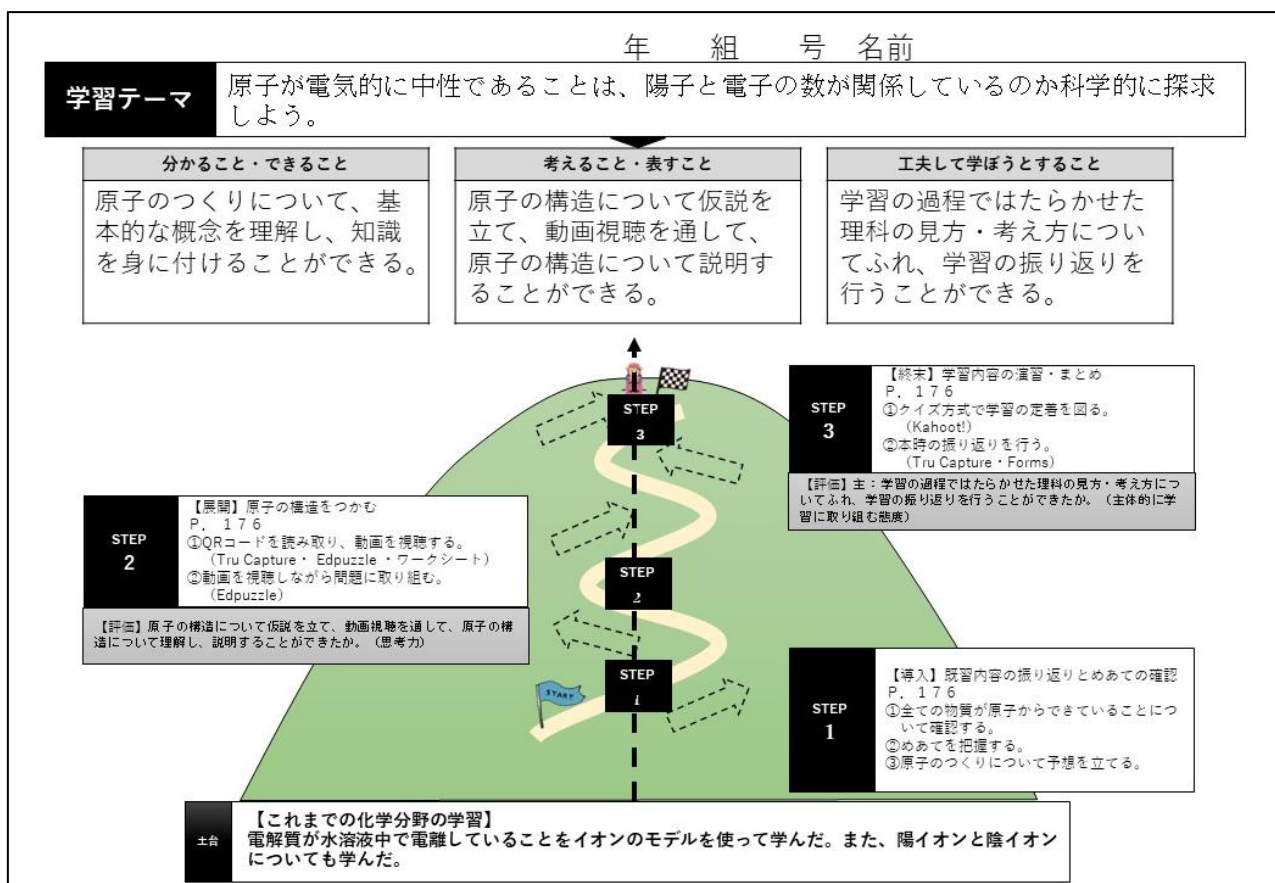 年　組　号　名前
学習テーマ
原子が電気的に中性であることは、陽子と電子の数が関係しているのか科学的に探求
しよう。
分かること・できること
原子のつくりについて、基
本的な概念を理解し、知識
を身に付けることができる。
考えること・表すこと
原子の構造について仮説を
立て、動画視聴を通して、
原子の構造について説明す
ることができる。
工夫して学ぼうとすること
学習の過程ではたらかせた
理科の見方・考え方につい
てふれ、学習の振り返りを
行うことができる。
STEP
3
STEP
3
【終末】学習内容の演習・まとめ
P．１７６
①クイズ方式で学習の定着を図る。
（Kahoot!）
②本時の振り返りを行う。
（Tru Capture・Forms）
【評価】主：学習の過程ではたらかせた理科の見方・考え方につ
いてふれ、学習の振り返りを行うことができたか。（主体的に学
習に取り組む態度）
STEP
2
【展開】原子の構造をつかむ
P．１７６
①QRコードを読み取り、動画を視聴する。
（Tru Capture・ Edpuzzle ・ワークシート）
②動画を視聴しながら問題に取り組む。
（Edpuzzle）
【評価】原子の構造について仮説を立て、動画視聴を通して、原子の構
造について理解し、説明することができたか。（思考力）
STEP
2
STEP
1
START
STEP
1
【導入】既習内容の振り返りとめあての確認
P．１７６
①全ての物質が原子からできていることにつ
いて確認する。
②めあてを把握する。
③原子のつくりについて予想を立てる。
土台
【これまでの化学分野の学習】
電解質が水溶液中で電離していることをイオンのモデルを使って学んだ。また、陽イオンと陰イオン
についても学んだ。